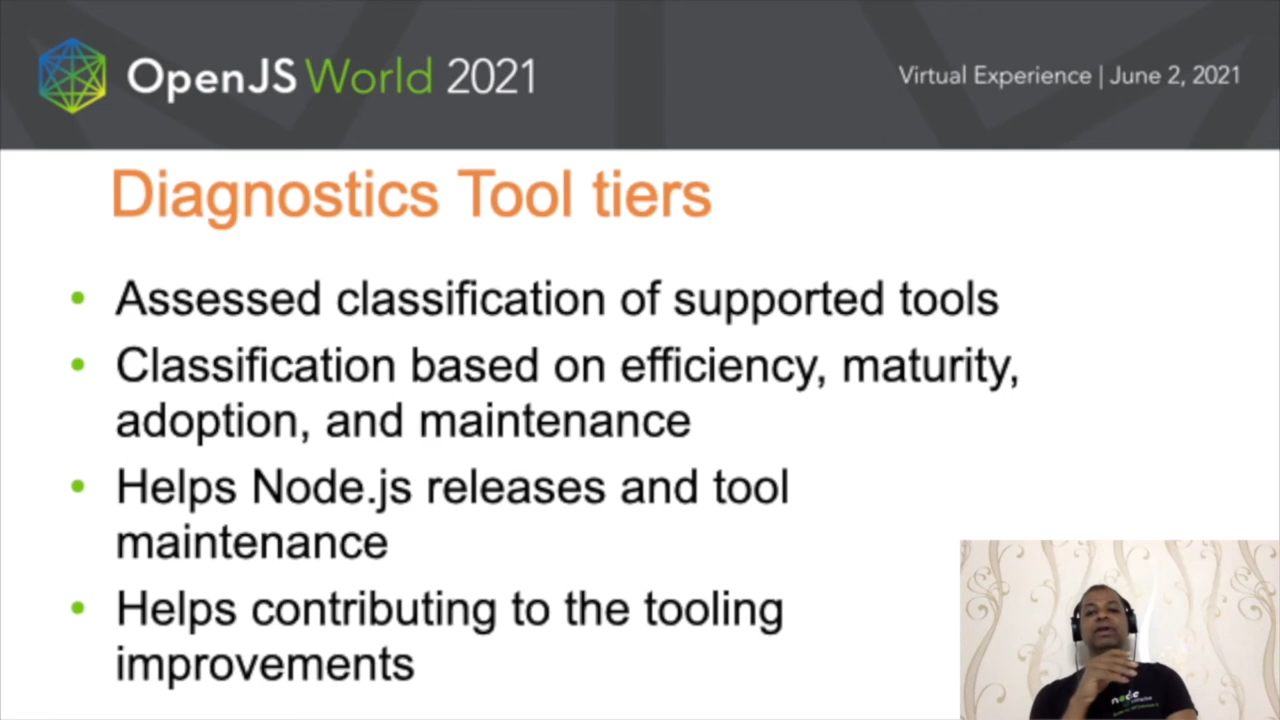 OpenJS World 2021
Virtual Experience | June 2, 2021
Diagnostics Tool tiers
• Assessed classification of supported tools
• Classification based on efficiency, maturity,
adoption, and maintenance
• Helps Node.js releases and tool
maintenance
• Helps contributing to the tooling
improvements
node